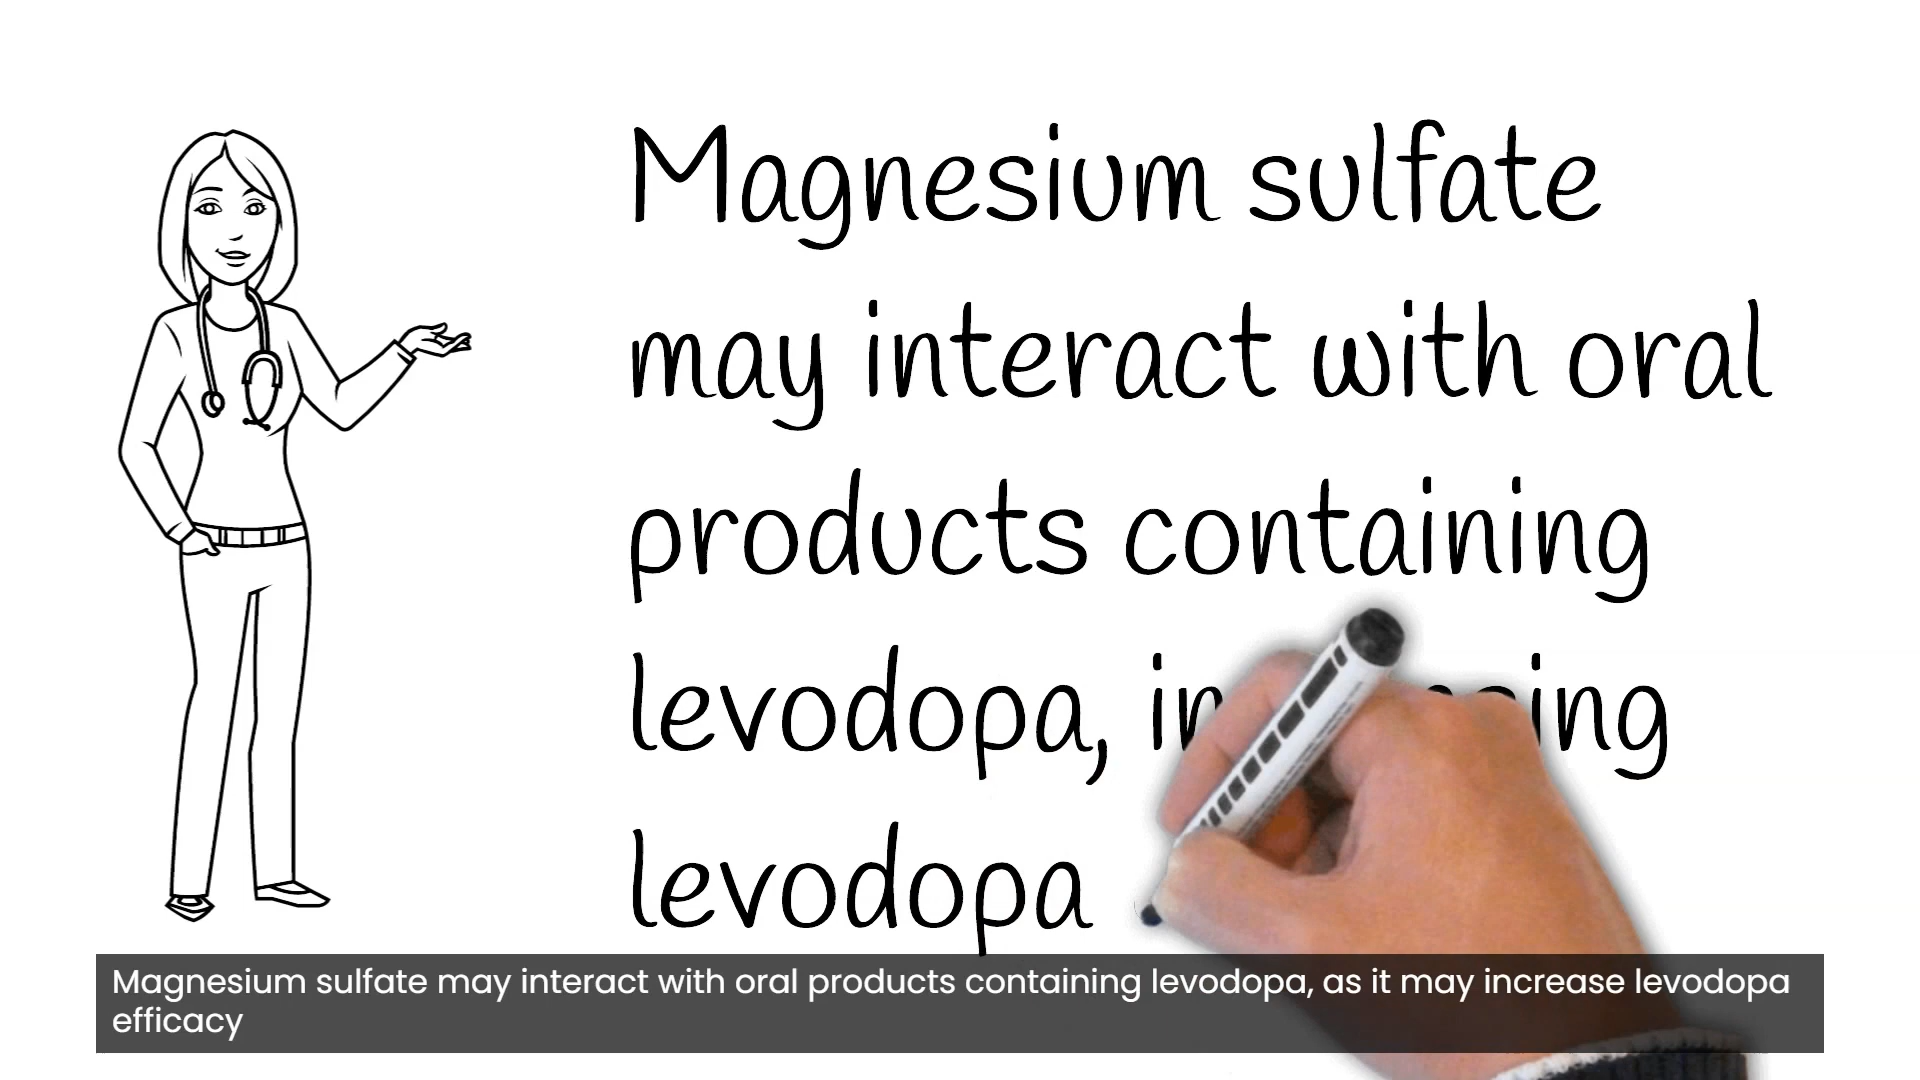 Magnesium sulfate
may interact with oral
products containing
levodopa,
levodopa
Magnesium sulfate may interact with oral products containing levodopa, as it may increase levodopa
efficacy